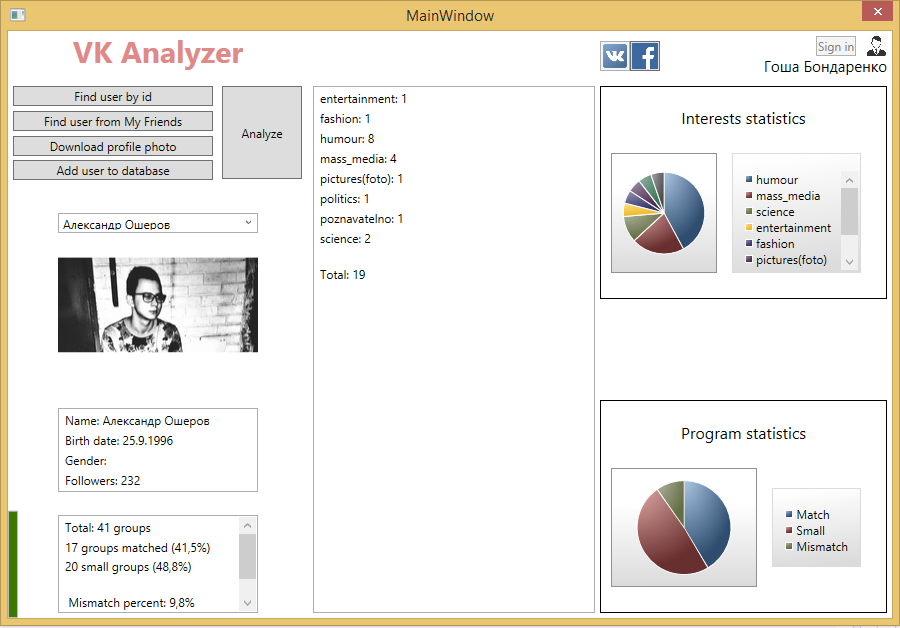 MainWindow
VK Analyzer
Sign in
Гоша Бондаренко
Find user by id
Find user from My Friends
Download profile photo
Add user to database
Analyze
Александр Ошеров
Name: Александр Ошеров
Birth date: 25.9.1996
Gender:
Followers: 232
Total: 41 groups
17 groups matched (41,5%)
20 small groups (48,8%)
Mismatch percent: 9,8%
entertainment: 1
fashion: 1
humour: 8
mass_media: 4
pictures(foto): 1
politics: 1
poznavatelno: 1
science: 2
Total: 19
Interests statistics
humour
mass_media
science
entertainment
fashion
pictures(foto)
Program statistics
Match
Small
Mismatch